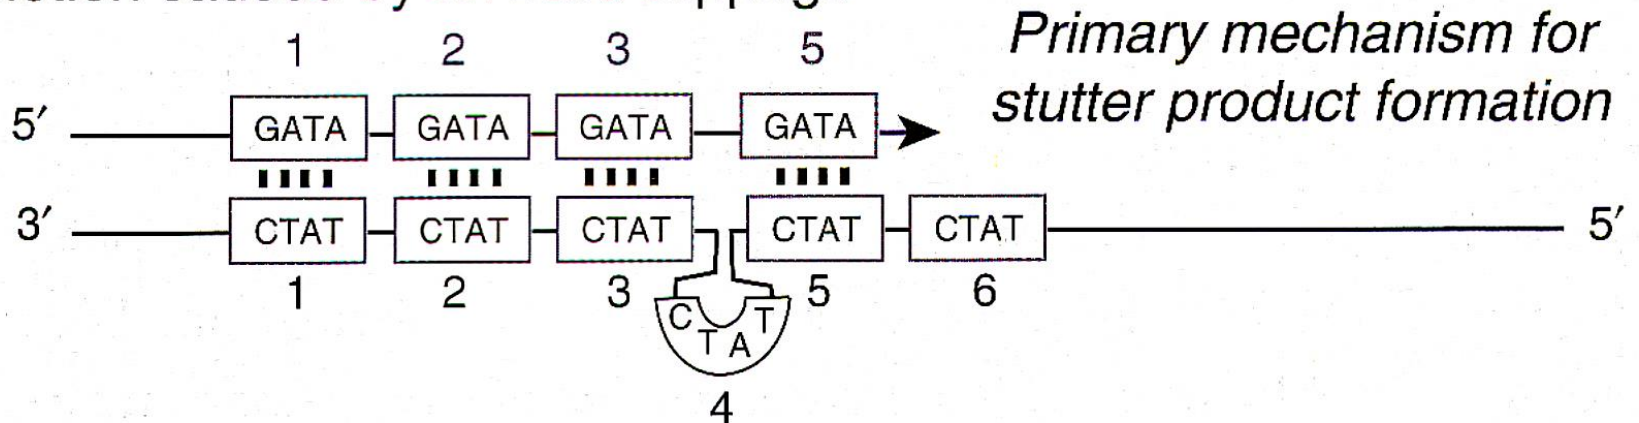 Primary mechanism for
stutter product formation
1 2 3 5
5′ GATA GATA GATA GATA
3′ CTAT CTAT CTAT CTAT CTAT 5′
1 2 3 5 6
C T A T
4